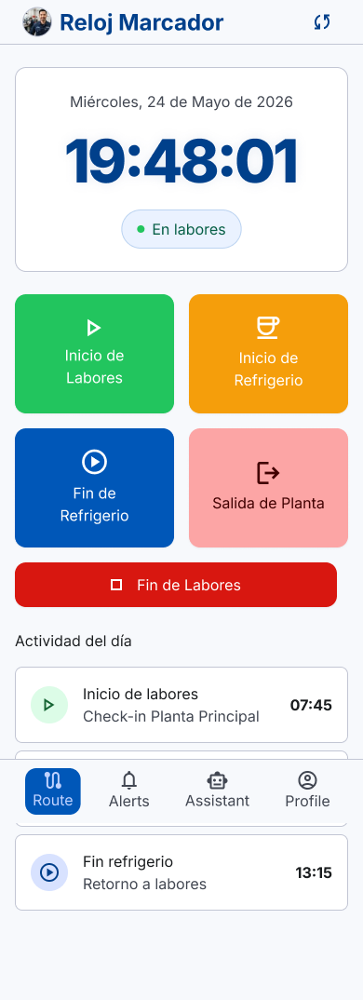 Reloj Marcador
Miércoles, 24 de Mayo de 2026
19:48:01
En labores
Inicio de
Labores
Inicio de
Refrigerio
Fin de
Refrigerio
Salida de Planta
Fin de Labores
Actividad del día
Inicio de labores
Check-in Planta Principal
07:45
Route
Alerts
Assistant
Profile
Fin refrigerio
Retorno a labores
13:15